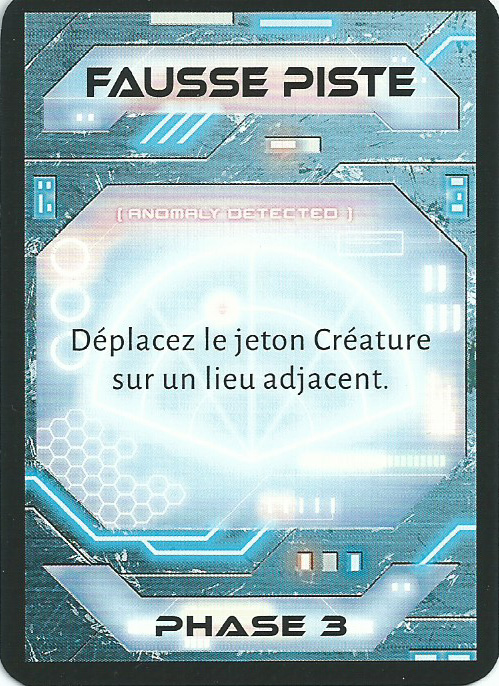 FAUSSE PISTE
[ANOMALY DETECTED]
Déplacez le jeton Créature
sur un lieu adjacent.
PHASE 3